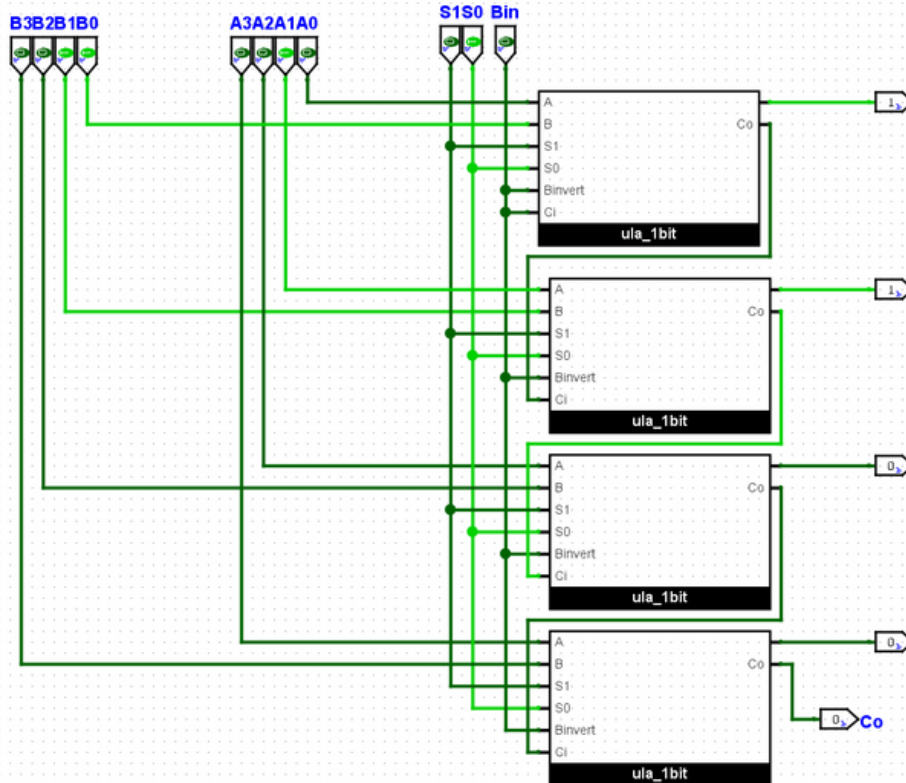 B3B2B1B0 A3A2A1A0 S1S0 Bin
A
B
S1
S0
Binvert
Ci
Co
ula_1bit
1
A
B
S1
S0
Binvert
Ci
Co
ula_1bit
1
A
B
S1
S0
Binvert
Ci
Co
ula_1bit
0
A
B
S1
S0
Binvert
Ci
Co
ula_1bit
0
0 Co